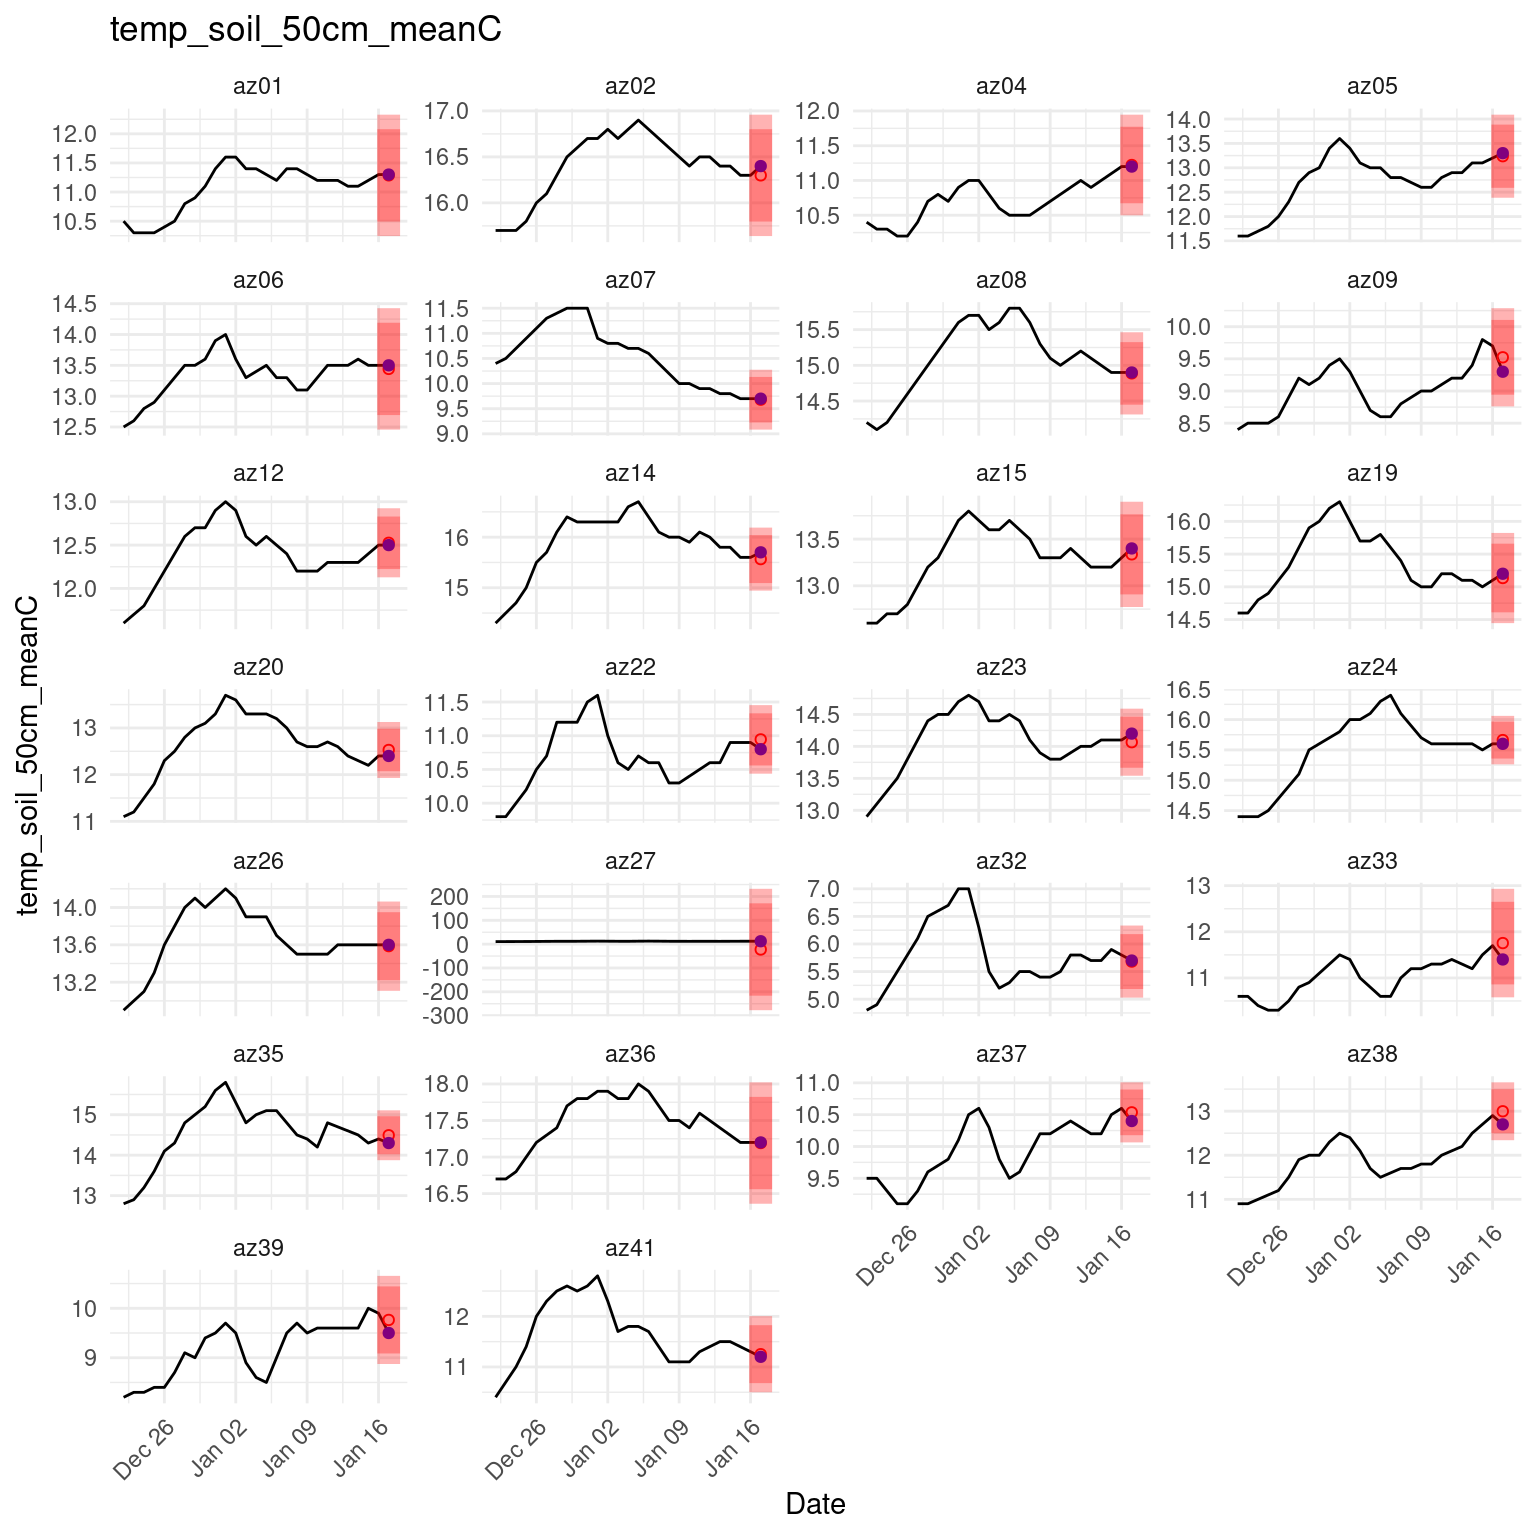 temp_soil_50cm_meanC
az01 az02 az04 az05
12.0 11.5 11.0 10.5
17.0 16.5 16.0
12.0 11.5 11.0 10.5
14.0 13.5 13.0 12.5 12.0 11.5
az06 az07 az08 az09
14.5 14.0 13.5 13.0 12.5
11.5 11.0 10.5 10.0 9.5 9.0
15.5 15.0 14.5
10.0 9.5 9.0 8.5
az12 az14 az15 az19
13.0 12.5 12.0
16 15
13.5 13.0
16.0 15.5 15.0 14.5
az20 az22 az23 az24
13 12 11
11.5 11.0 10.5 10.0
14.5 14.0 13.5 13.0
16.5 16.0 15.5 15.0 14.5
az26 az27 az32 az33
14.0 13.6 13.2
200 100 0 -100 -200 -300
7.0 6.5 6.0 5.5 5.0
13 12 11
az35 az36 az37 az38
15 14 13
18.0 17.5 17.0 16.5
11.0 10.5 10.0 9.5
13 12 11
Dec 26 Jan 02 Jan 09 Jan 16
Dec 26 Jan 02 Jan 09 Jan 16
az39 az41
10 9
12 11
Dec 26 Jan 02 Jan 09 Jan 16
Dec 26 Jan 02 Jan 09 Jan 16
temp_soil_50cm_meanC
Date